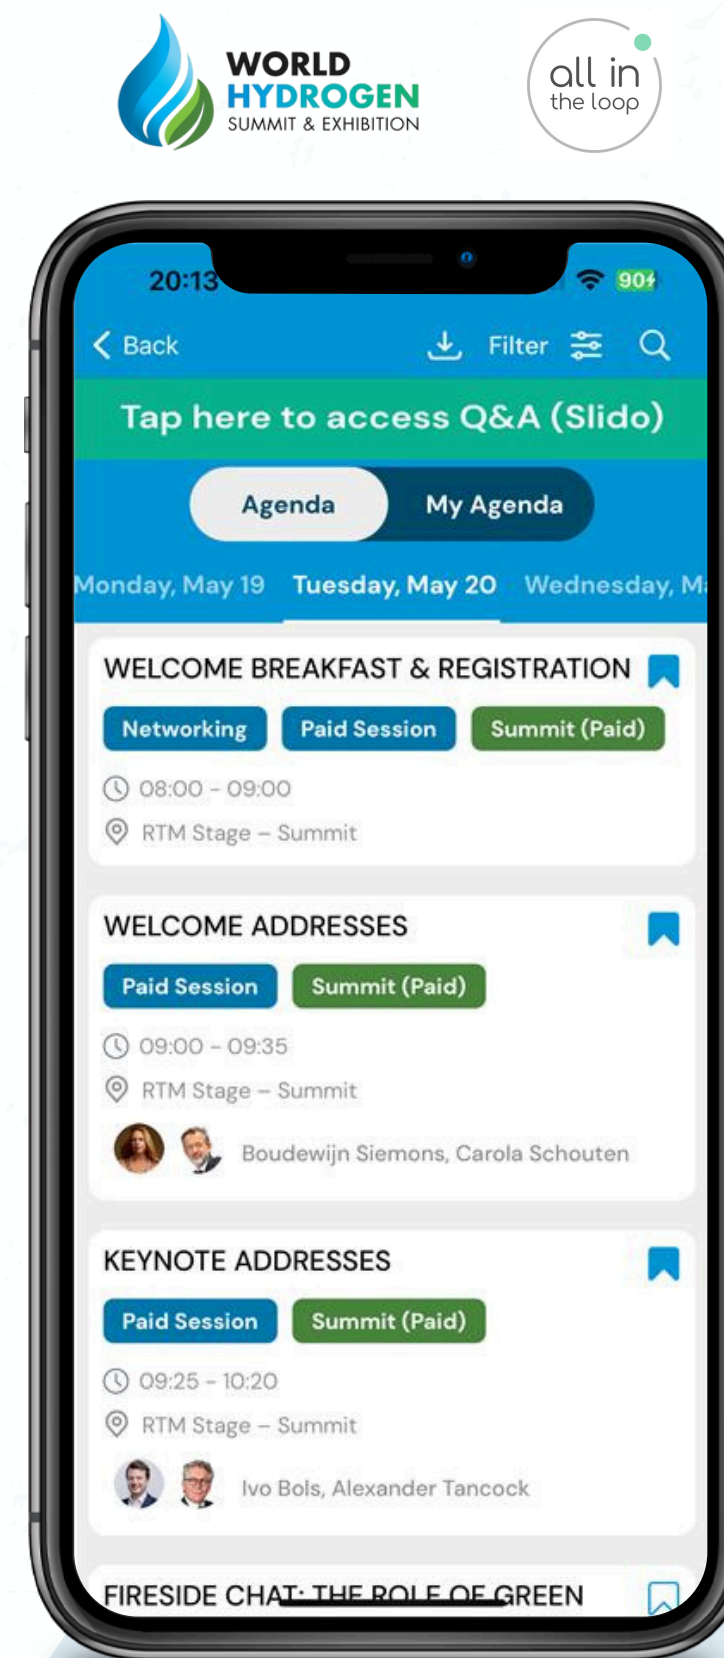 WORLD
HYDROGEN
SUMMIT & EXHIBITION
all in
the loop
20:13
90
Back
Filter
Tap here to access Q&A (Slido)
Agenda
My Agenda
Monday, May 19
Tuesday, May 20
Wednesday, Ma
WELCOME BREAKFAST & REGISTRATION
Networking
Paid Session
Summit (Paid)
08:00 – 09:00
RTM Stage – Summit
WELCOME ADDRESSES
Paid Session
Summit (Paid)
09:00 – 09:35
RTM Stage – Summit
Boudewijn Siemons, Carola Schouten
KEYNOTE ADDRESSES
Paid Session
Summit (Paid)
09:25 – 10:20
RTM Stage – Summit
Ivo Bols, Alexander Tancock
FIRESIDE CHAT: THE ROLE OF GREEN